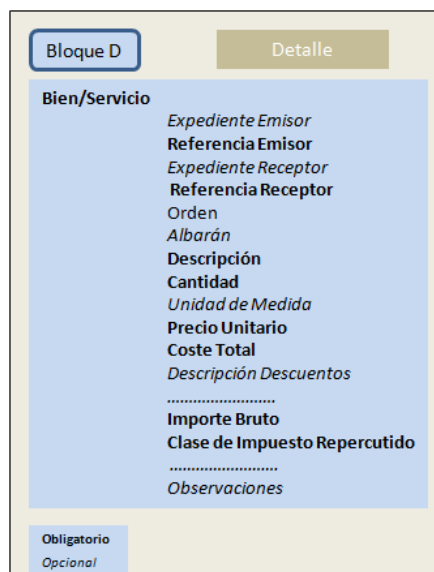 Bloque D
Detalle
Bien/Servicio
Expediente Emisor
Referencia Emisor
Expediente Receptor
Referencia Receptor
Orden
Albarán
Descripción
Cantidad
Unidad de Medida
Precio Unitario
Coste Total
Descripción Descuentos
.........................
Importe Bruto
Clase de Impuesto Repercutido
.........................
Observaciones
Obligatorio
Opcional